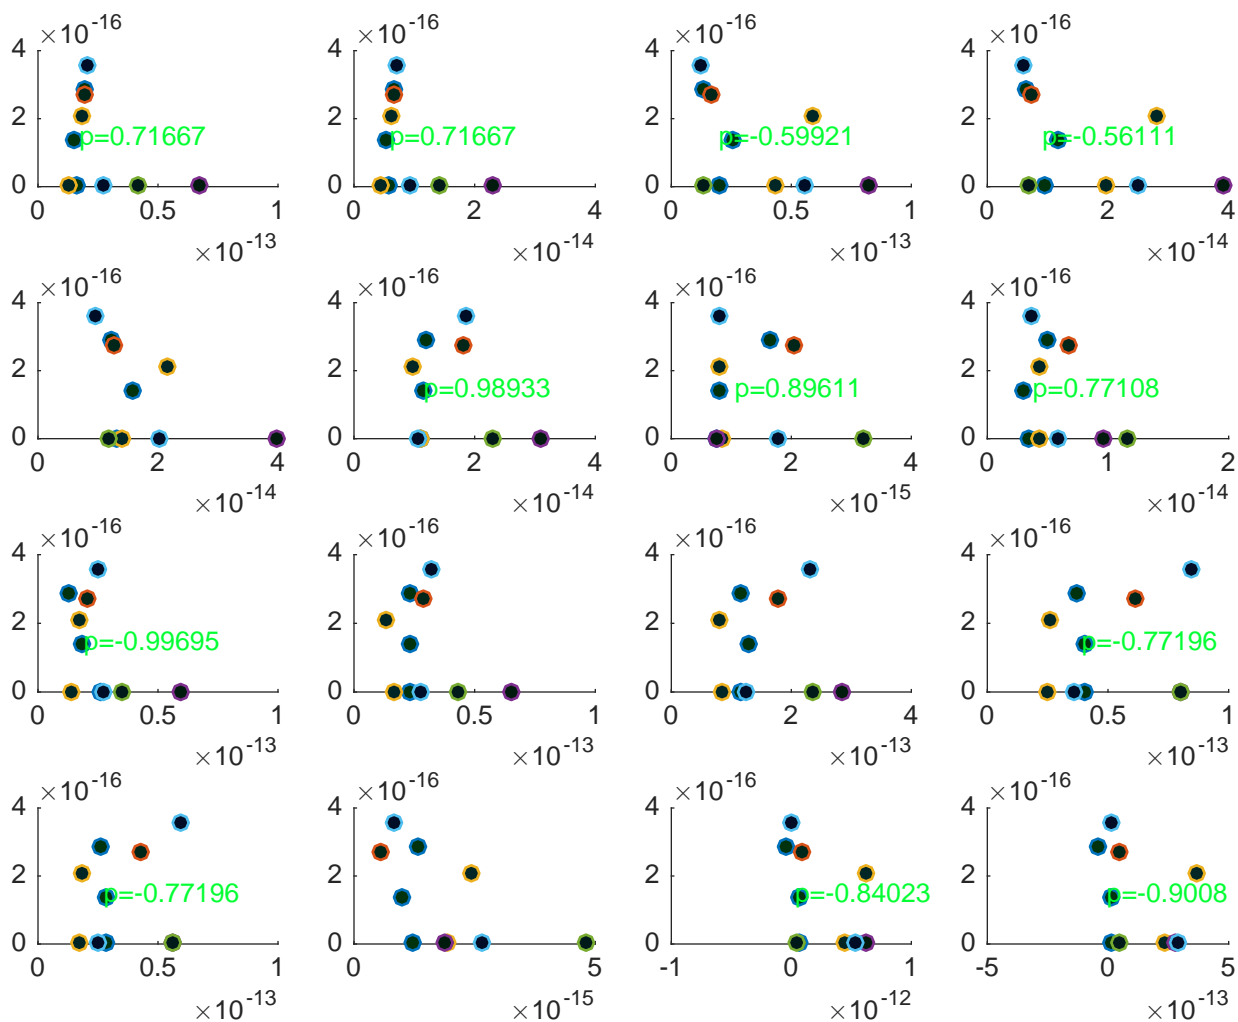 ×10-16 ×10-16 ×10-16 ×10-16
4 4 4 4
2 2 2 2
p=0.71667 p=0.71667 p=-0.59921 p=-0.56111
0 0 0 0
0 0.5 1 0 2 4 0 0.5 1 0 2 4
×10-13 ×10-14 ×10-13 ×10-14
×10-16 ×10-16 ×10-16 ×10-16
4 4 4 4
2 2 2 2
p=0.98933 p=0.89611 p=0.77108
0 0 0 0
0 2 4 0 2 4 0 2 4 0 1 2
×10-14 ×10-14 ×10-15 ×10-14
×10-16 ×10-16 ×10-16 ×10-16
4 4 4 4
2 2 2 2
p=-0.99695 p=-0.77196
0 0 0 0
0 0.5 1 0 0.5 1 0 2 4 0 0.5 1
×10-13 ×10-13 ×10-13 ×10-13
×10-16 ×10-16 ×10-16 ×10-16
4 4 4 4
2 2 2 2
p=-0.77196 p=-0.84023 p=-0.9008
0 0 0 0
0 0.5 1 0 5 -1 0 1 -5 0 5
×10-13 ×10-15 ×10-12 ×10-13